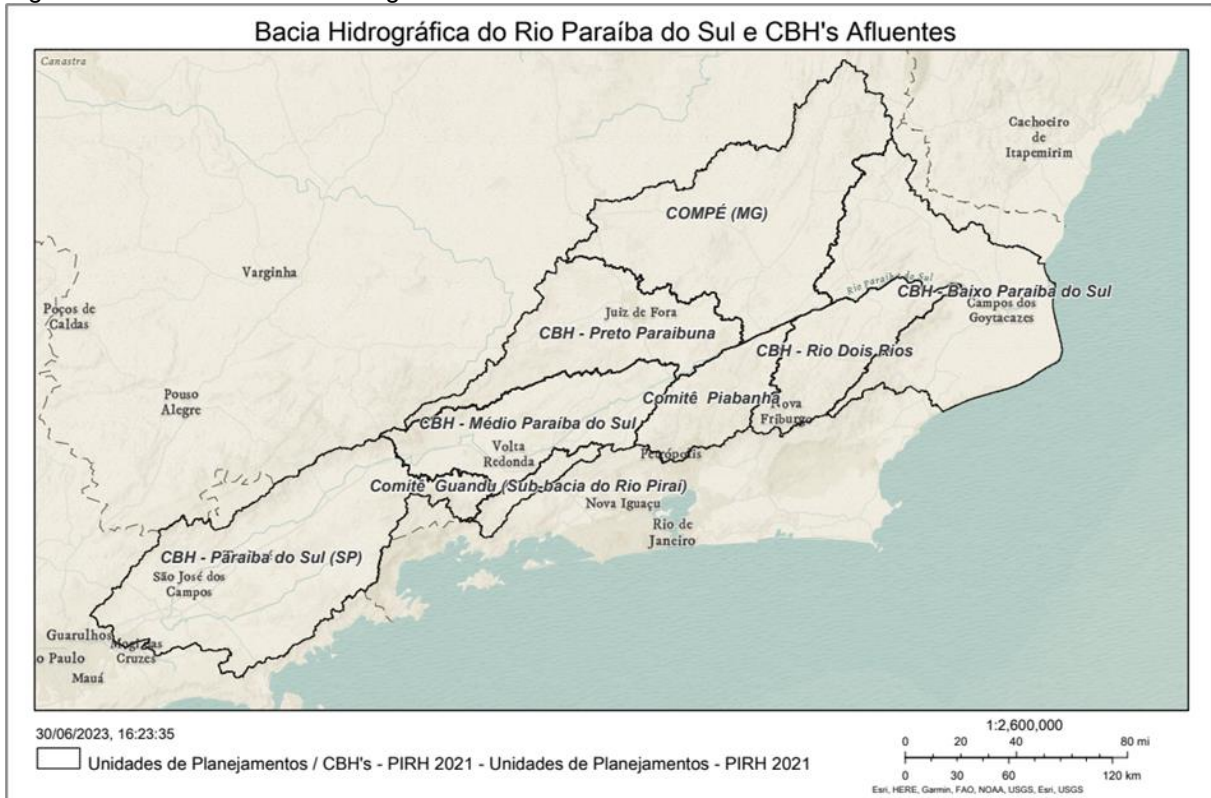 Bacia Hidrográfica do Rio Paraíba do Sul e CBH's Afluentes
Canastra
Cachoeiro
de
Itapemirim
COMPÉ (MG)
Varginha
Rio paraíba do Sul
CBH - Baixo Paraíba do Sul
Poços de
Caldas
Juiz de Fora
Campos dos
Goytacazes
CBH - Preto Paraibuna
CBH - Rio Dois Rios
Pouso
Alegre
Comitê Piabanha
Nova
Friburgo
CBH - Médio Paraíba do Sul
Volta
Redonda
Petrópolis
Comitê Guandu (Sub-bacia do Rio Piraí)
Nova Iguaçu
Rio de
Janeiro
CBH - Paraíba do Sul (SP)
São José dos
Campos
Guarulhos
Mogi das
Cruzes
o Paulo
Mauá
30/06/2023, 16:23:35
Unidades de Planejamentos / CBH's - PIRH 2021 - Unidades de Planejamentos - PIRH 2021
1:2,600,000
0 20 40 80 mi
0 30 60 120 km
Esri, HERE, Garmin, FAO, NOAA, USGS, Esri, USGS